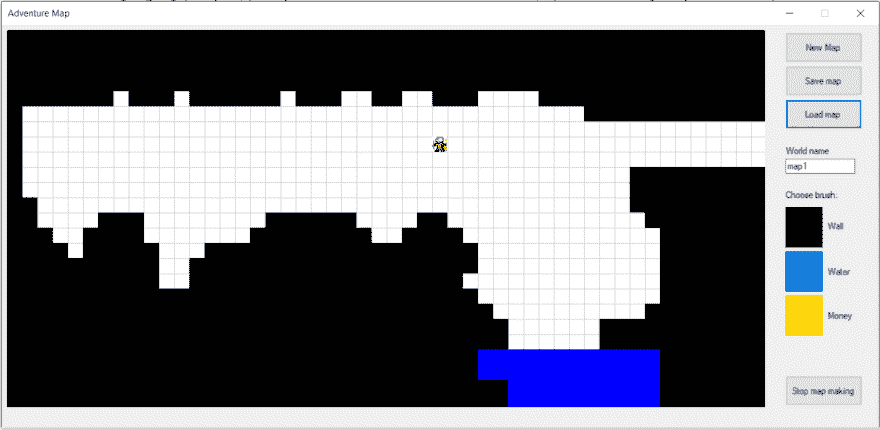 Adventure Map
New Map
Save map
Load map
World name
map1
Choose brush:
Wall
Water
Money
Stop map making